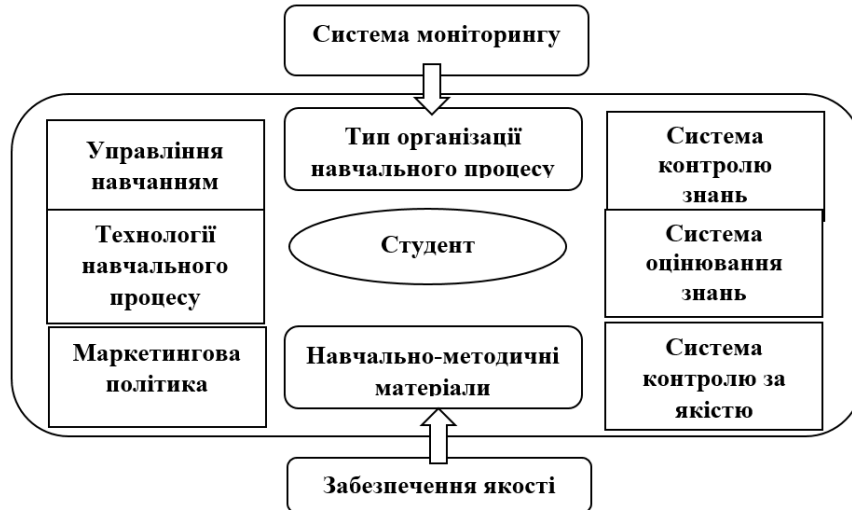 Система моніторингу
Управління
навчанням
Тип організації
навчального процесу
Система
контролю
знань
Технології
навчального
процесу
Студент
Система
оцінювання
знань
Маркетингова
політика
Навчально-методичні
матеріали
Система
контролю за
якістю
Забезпечення якості